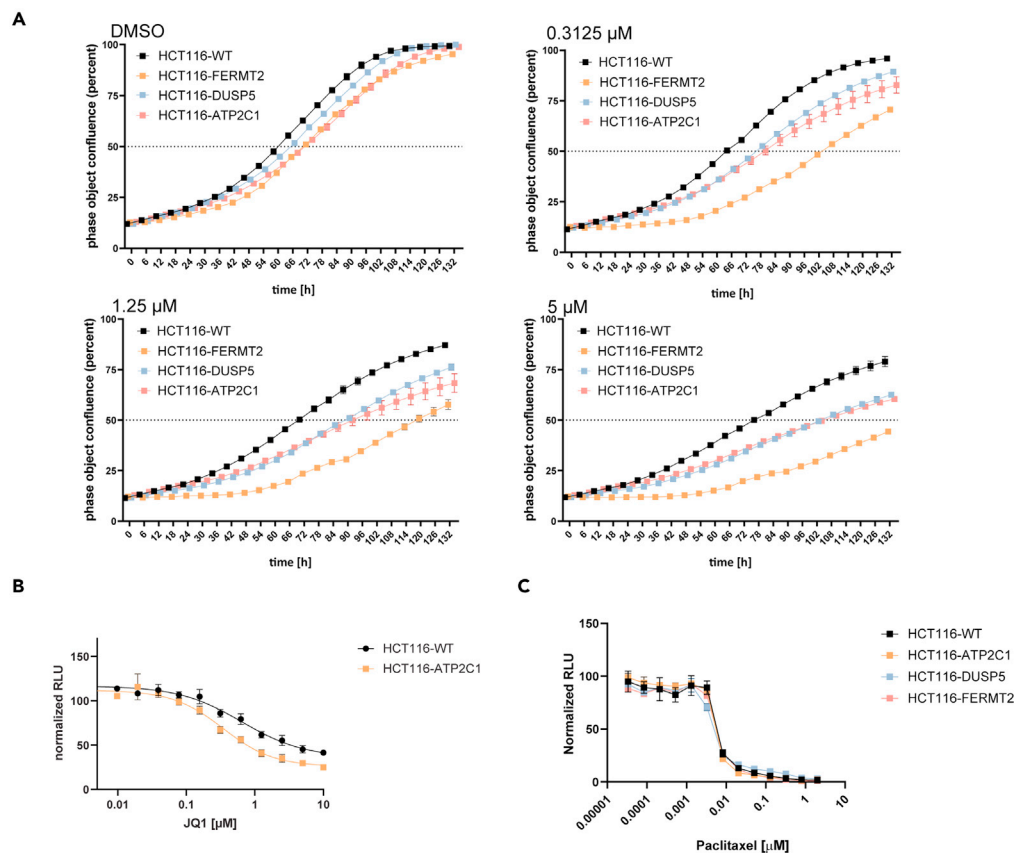 A
DMSO
phase object confluence (percent)
100
75
50
25
0
HCT116-WT
HCT116-FERMT2
HCT116-DUSP5
HCT116-ATP2C1
0 6 12 18 24 30 36 42 48 54 60 66 72 78 84 90 96 102 108 114 120 126 132
time [h]
0.3125 µM
phase object confluence (percent)
100
75
50
25
0
HCT116-WT
HCT116-FERMT2
HCT116-DUSP5
HCT116-ATP2C1
0 6 12 18 24 30 36 42 48 54 60 66 72 78 84 90 96 102 108 114 120 126 132
time [h]
1.25 µM
phase object confluence (percent)
100
75
50
25
0
HCT116-WT
HCT116-FERMT2
HCT116-DUSP5
HCT116-ATP2C1
0 6 12 18 24 30 36 42 48 54 60 66 72 78 84 90 96 102 108 114 120 126 132
time [h]
5 µM
phase object confluence (percent)
100
75
50
25
0
HCT116-WT
HCT116-FERMT2
HCT116-DUSP5
HCT116-ATP2C1
0 6 12 18 24 30 36 42 48 54 60 66 72 78 84 90 96 102 108 114 120 126 132
time [h]
B
normalized RLU
150
100
50
0
HCT116-WT
HCT116-ATP2C1
0.01 0.1 1 10
JQ1 [µM]
C
Normalized RLU
150
100
50
0
HCT116-WT
HCT116-ATP2C1
HCT116-DUSP5
HCT116-FERMT2
0.00001 0.0001 0.001 0.01 0.1 1 10
Paclitaxel [µM]